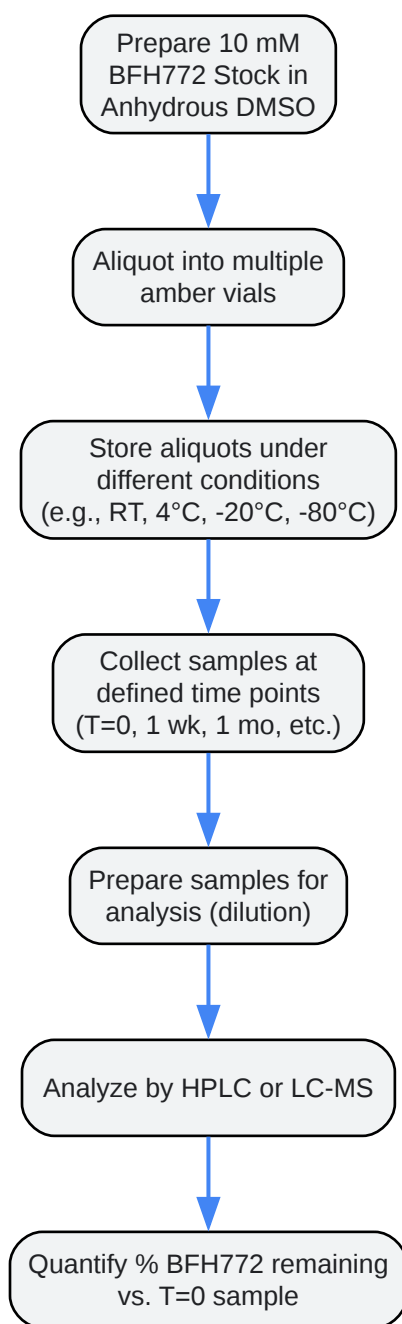 Prepare 10 mM
BFH772 Stock in
Anhydrous DMSO
Aliquot into multiple
amber vials
Store aliquots under
different conditions
(e.g., RT, 4°C, -20°C, -80°C)
Collect samples at
defined time points
(T=0, 1 wk, 1 mo, etc.)
Prepare samples for
analysis (dilution)
Analyze by HPLC or LC-MS
Quantify % BFH772 remaining
vs. T=0 sample